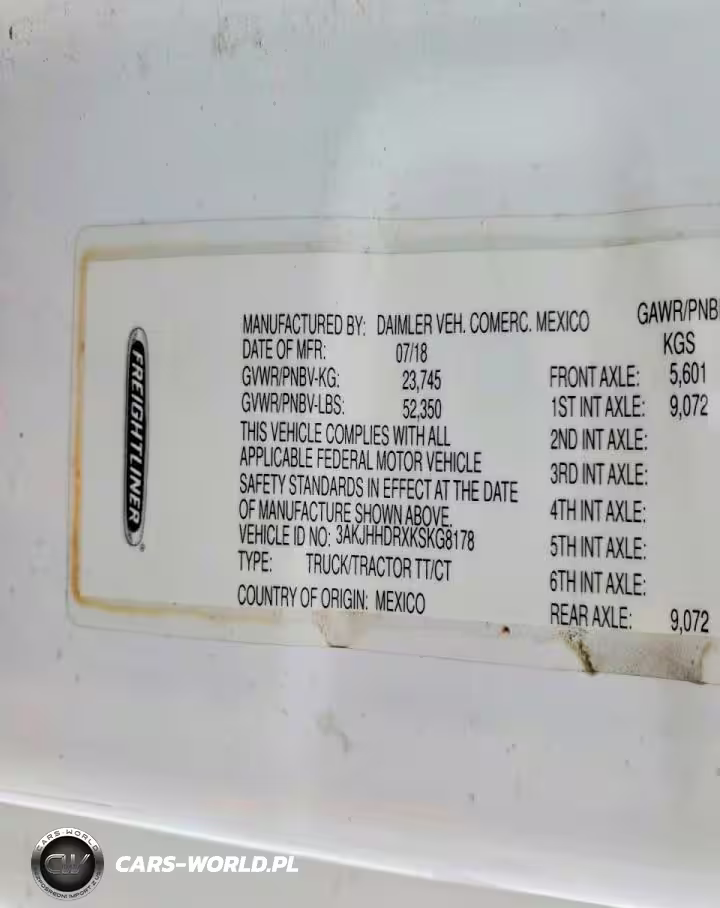 FREIGHTLINER®
MANUFACTURED BY: DAIMLER VEH. COMERC. MEXICO
DATE OF MFR: 07/18
GVWR/PNBV-KG: 23,745
GVWR/PNBV-LBS: 52,350
THIS VEHICLE COMPLIES WITH ALL
APPLICABLE FEDERAL MOTOR VEHICLE
SAFETY STANDARDS IN EFFECT AT THE DATE
OF MANUFACTURE SHOWN ABOVE.
VEHICLE ID NO: 3AKJHHDRXKSKG8178
TYPE: TRUCK/TRACTOR TT/CT
COUNTRY OF ORIGIN: MEXICO
GAWR/PNB
KGS
FRONT AXLE: 5,601
1ST INT AXLE: 9,072
2ND INT AXLE:
3RD INT AXLE:
4TH INT AXLE:
5TH INT AXLE:
6TH INT AXLE:
REAR AXLE: 9,072
CARS-WORLD
CW
CARS-WORLD.PL